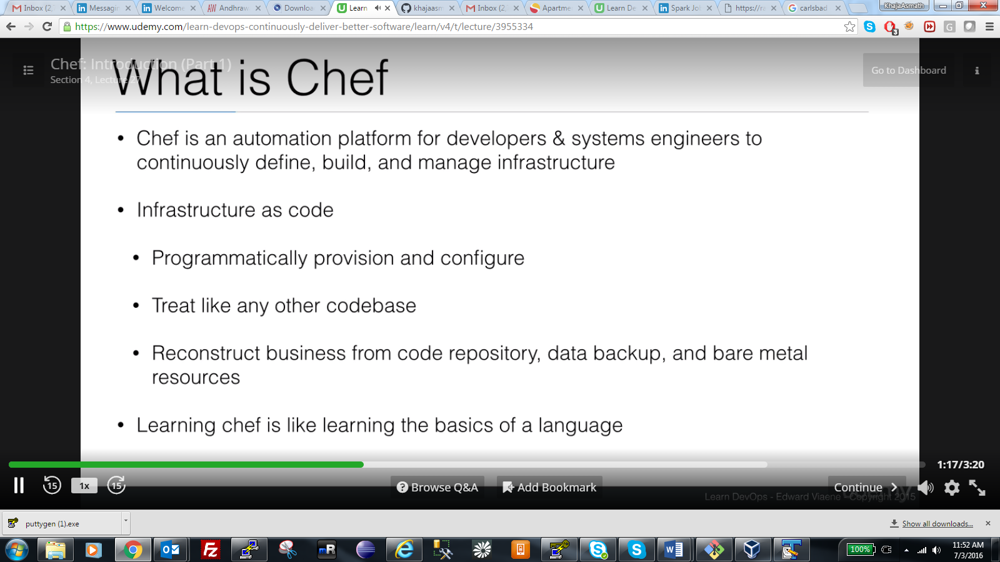 Inbox (2,
Messagin
Welcome
Andhraw
Downloa
Learn
khajaasm
Inbox (2,
Apartme
Learn De
Spark Jo
https://ra
carlsbad
KhajaAsmath
https://www.udemy.com/learn-devops-continuously-deliver-better-software/learn/v4/t/lecture/3955334
3
G
Chef: Introduction (Part 1)
Section 4, Lecture 27
Go to Dashboard
What is Chef
• Chef is an automation platform for developers & systems engineers to
continuously define, build, and manage infrastructure
• Infrastructure as code
• Programmatically provision and configure
• Treat like any other codebase
• Reconstruct business from code repository, data backup, and bare metal
resources
• Learning chef is like learning the basics of a language
1:17/3:20
15
1x
15
Browse Q&A
Add Bookmark
Continue
Learn DevOps - Edward Viaene - Copyright 2015
puttygen (1).exe
Show all downloads...
100%
11:52 AM
7/3/2016